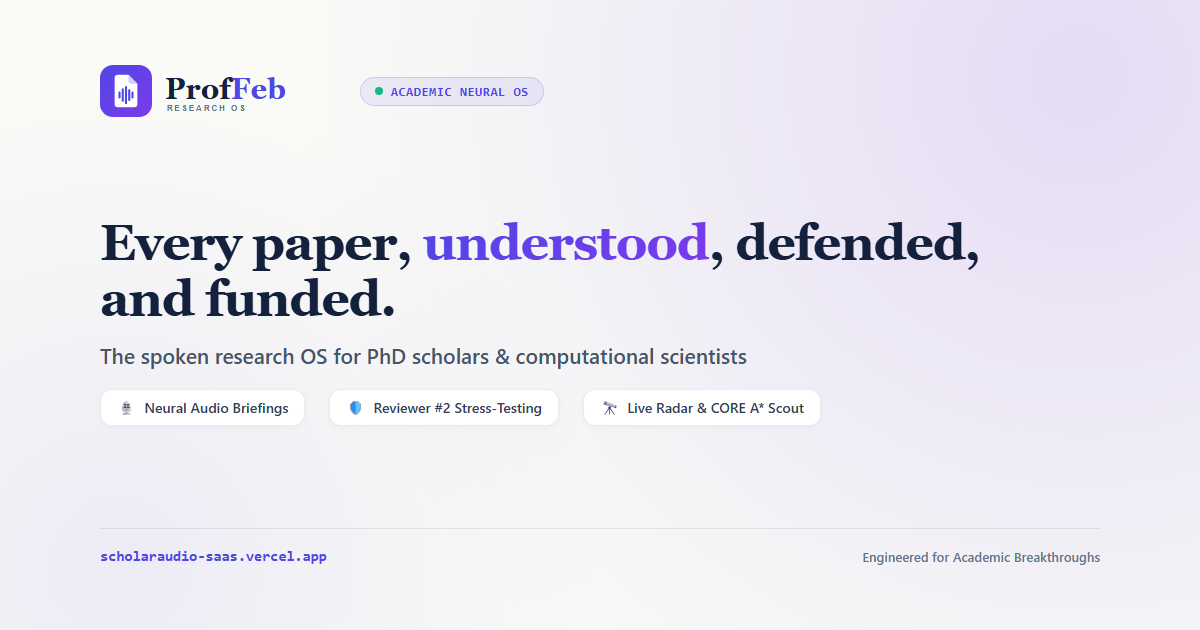 ProfFeb
RESEARCH OS
ACADEMIC NEURAL OS
Every paper, understood, defended,
and funded.
The spoken research OS for PhD scholars & computational scientists
Neural Audio Briefings
Reviewer #2 Stress-Testing
Live Radar & CORE A* Scout
scholaraudio-saas.vercel.app
Engineered for Academic Breakthroughs